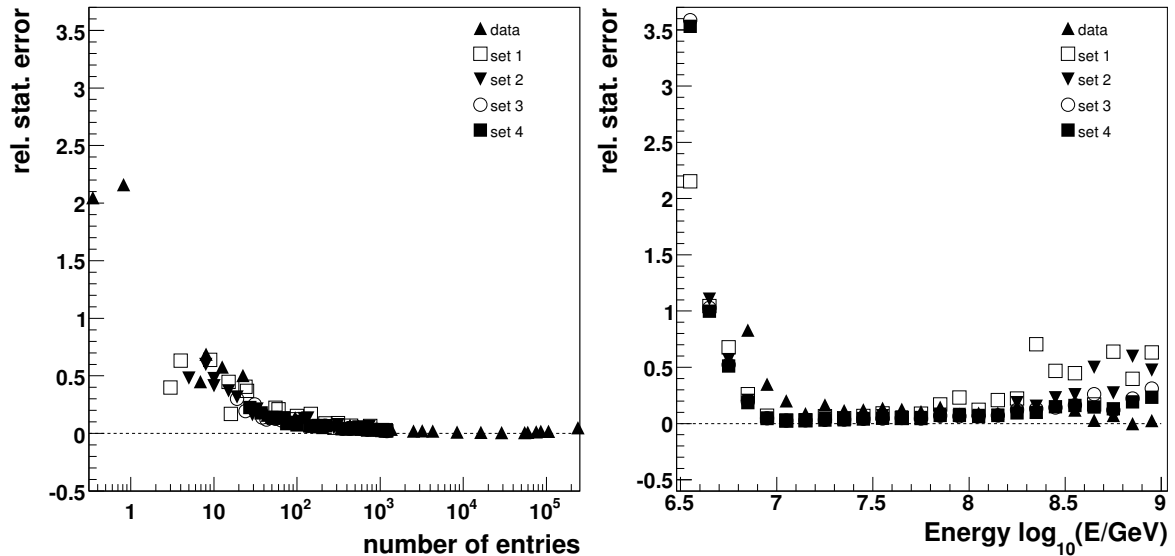 rel. stat. error
3.5
3
2.5
2
1.5
1
0.5
0
-0.5
1
10
10²
10³
10⁴
10⁵
number of entries
data
set 1
set 2
set 3
set 4
rel. stat. error
3.5
3
2.5
2
1.5
1
0.5
0
-0.5
6.5
7
7.5
8
8.5
9
Energy log₁₀(E/GeV)
data
set 1
set 2
set 3
set 4